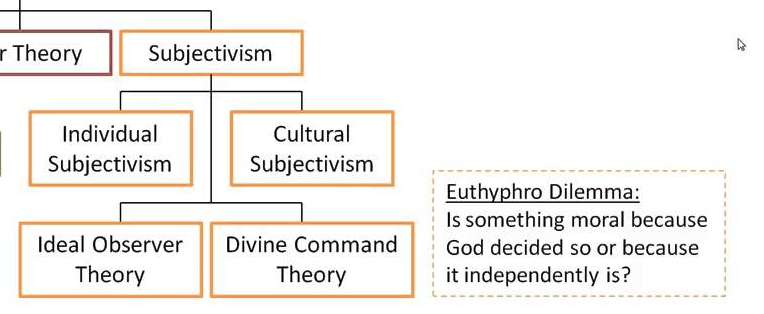 r Theory
Subjectivism
Individual
Subjectivism
Cultural
Subjectivism
Ideal Observer
Theory
Divine Command
Theory
Euthyphro Dilemma:
Is something moral because
God decided so or because
it independently is?